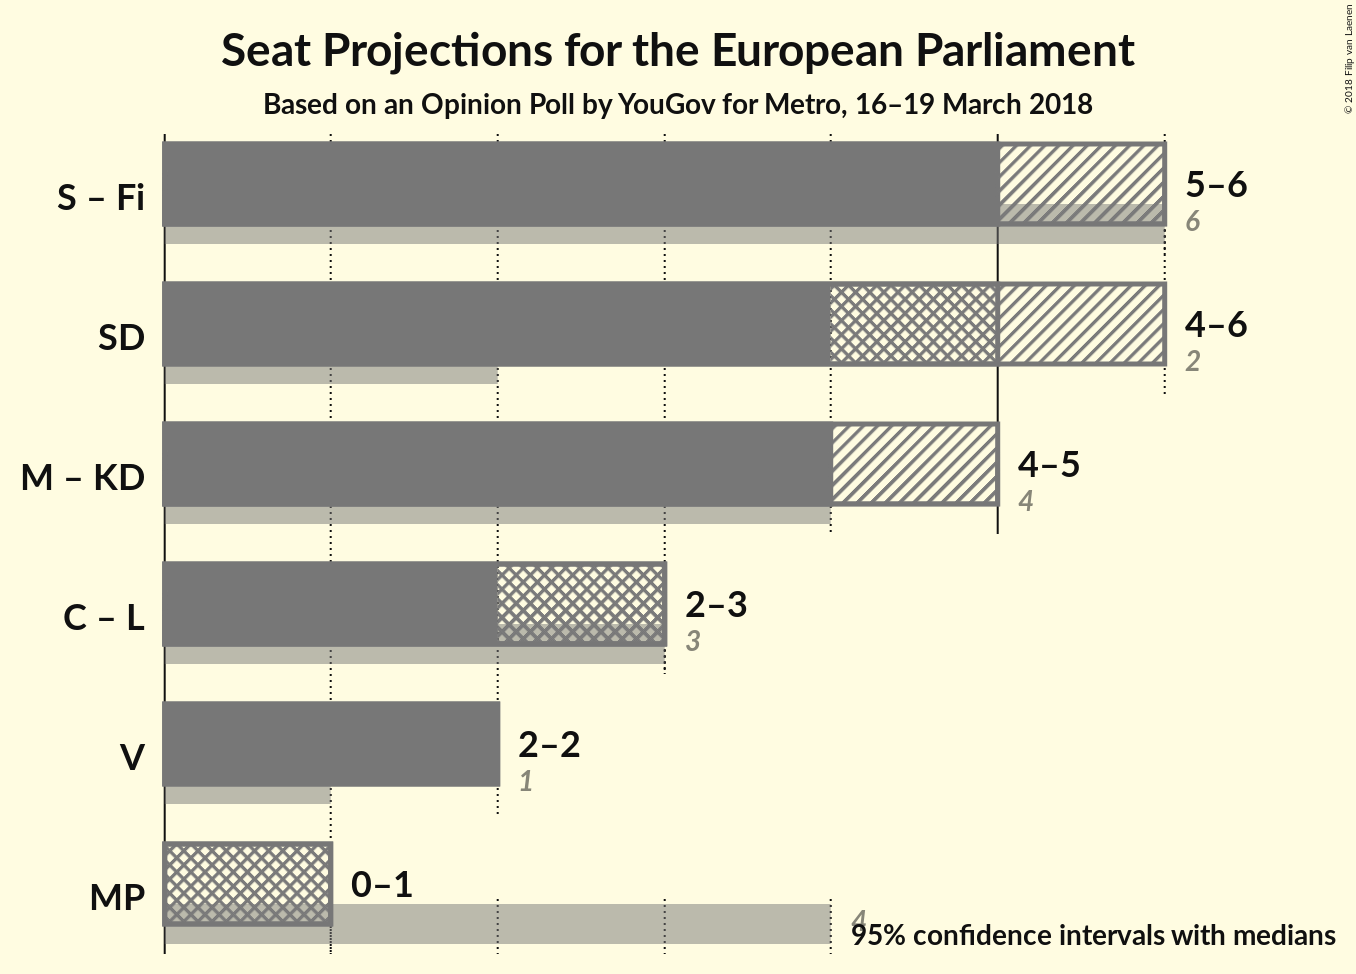 Seat Projections for the European Parliament
Based on an Opinion Poll by YouGov for Metro, 16–19 March 2018
© 2018 Filip van Laenen
S – Fi
5–6
6
SD
4–6
2
M – KD
4–5
4
C – L
2–3
3
V
2–2
1
MP
0–1
4
95% confidence intervals with medians